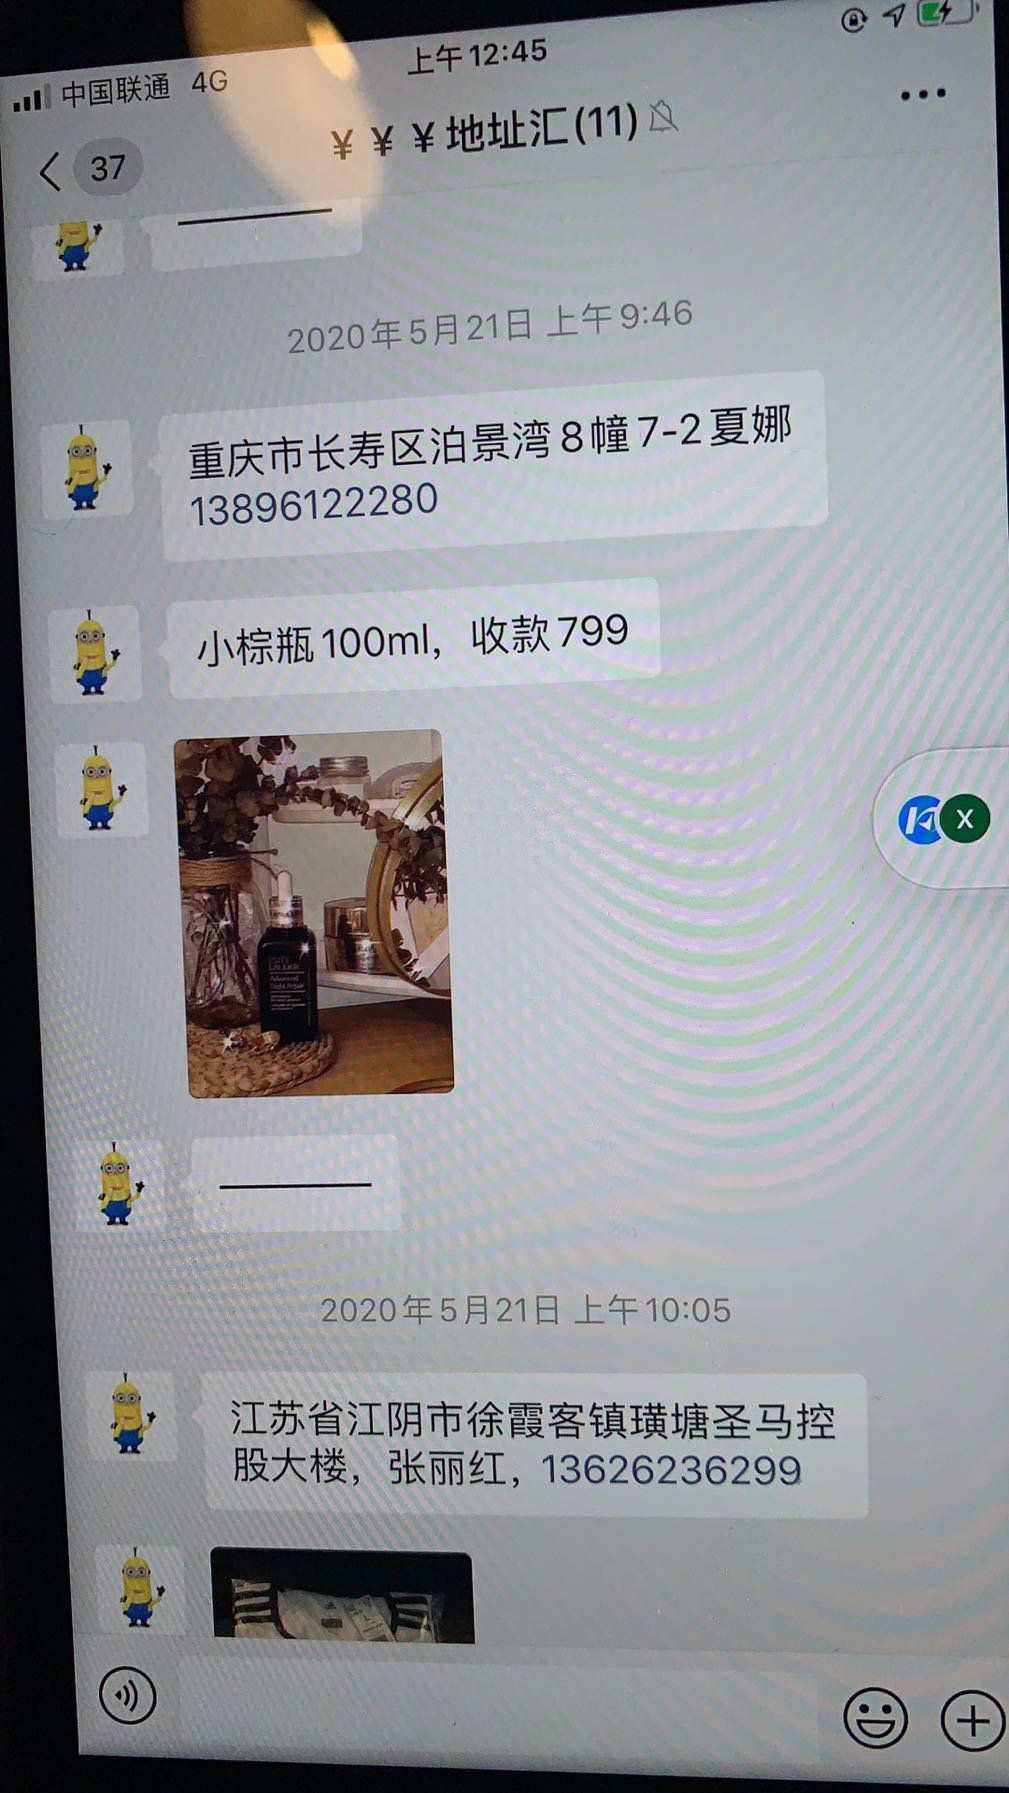 上午12:45
中国联通 4G
37
¥ ¥ ¥地址汇(11)
2020年5月21日 上午9:46
重庆市长寿区泊景湾8幢7-2夏娜
13896122280
小棕瓶100ml，收款799
ESTĒE
LAUDER
Advanced
Night Repair
X
2020年5月21日 上午10:05
江苏省江阴市徐霞客镇璜塘圣马控
股大楼，张丽红，13626236299